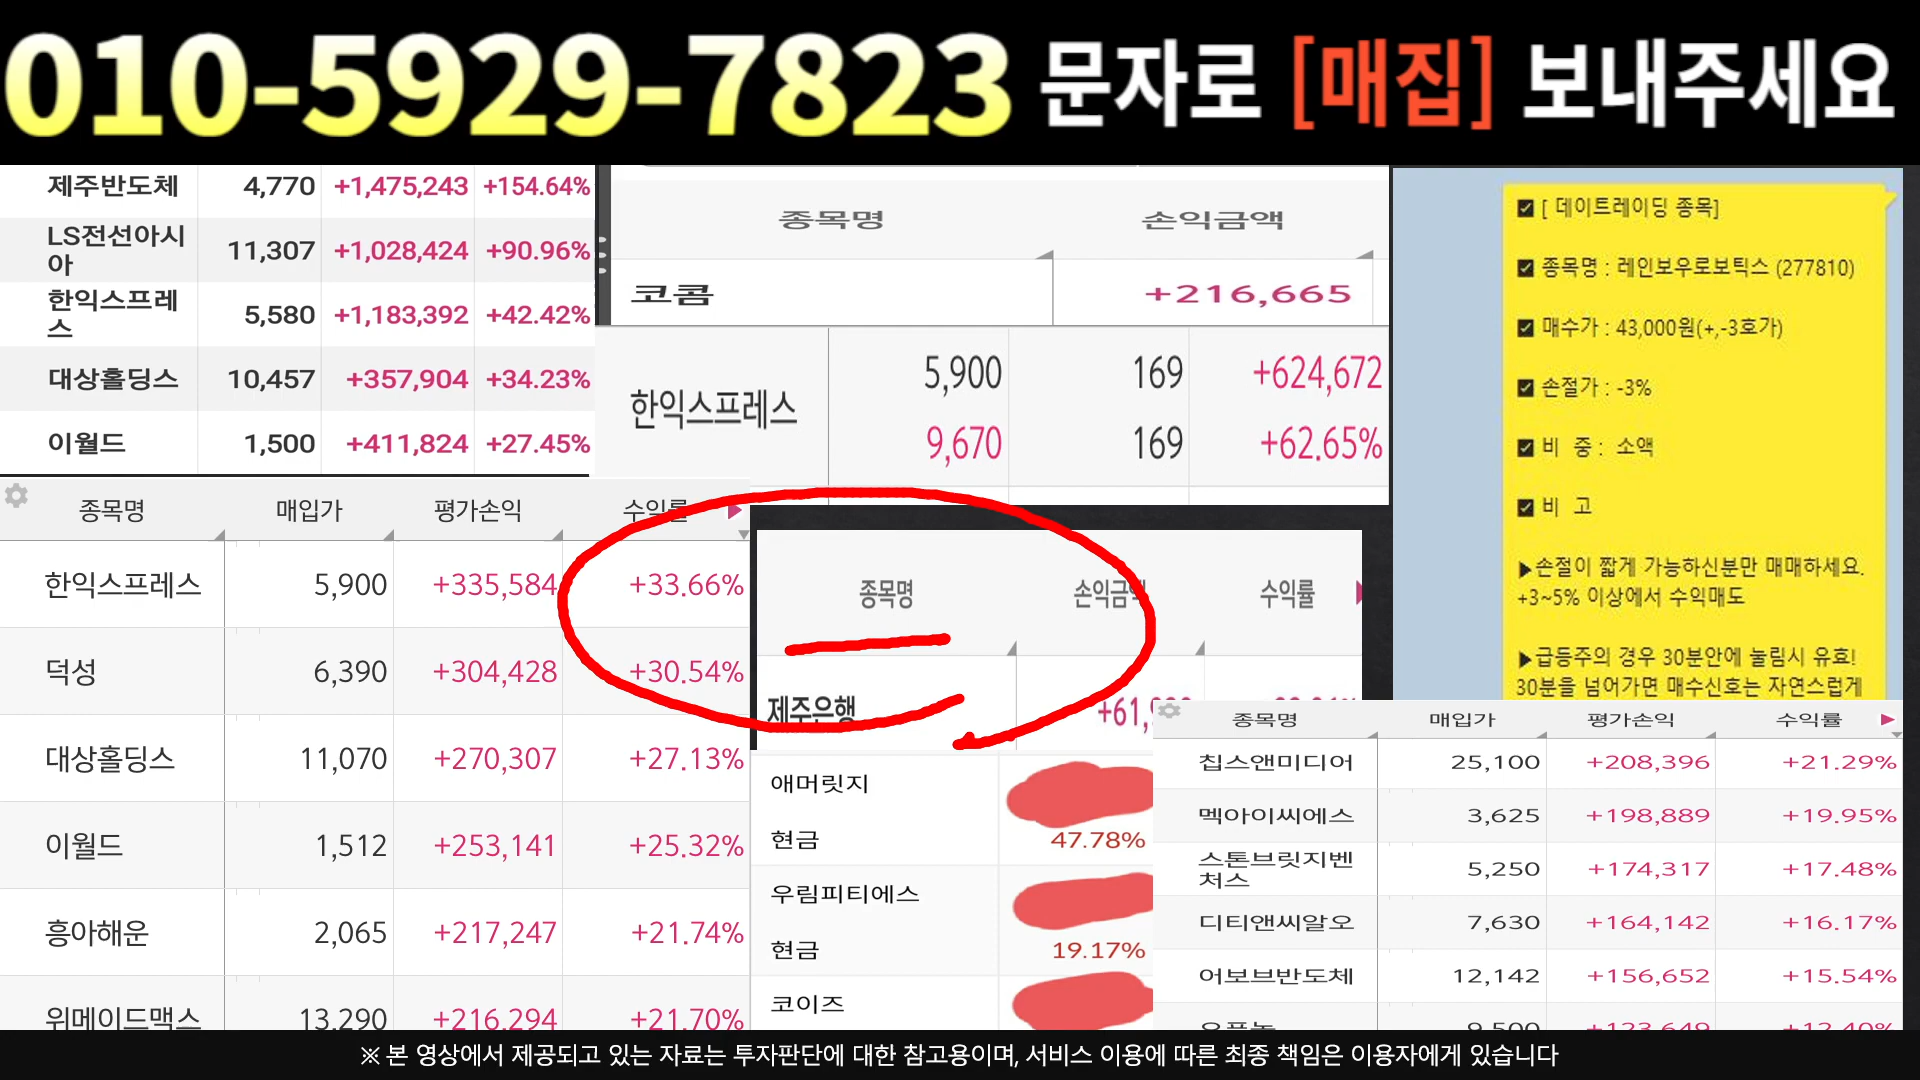 010-5929-7823 문자로 [매집] 보내주세요
제주반도체 4,770 +1,475,243 +154.64%
LS전선아시아 11,307 +1,028,424 +90.96%
한익스프레스 5,580 +1,183,392 +42.42%
대상홀딩스 10,457 +357,904 +34.23%
이월드 1,500 +411,824 +27.45%
종목명 손익금액
코콤 +216,665
한익스프레스 5,900 169 +624,672
9,670 169 +62.65%
☑ [ 데이트레이딩 종목]
☑ 종목명 : 레인보우로보틱스 (277810)
☑ 매수가 : 43,000원(+,-3호가)
☑ 손절가 : -3%
☑ 비 중 : 소액
☑ 비 고
▶손절이 짧게 가능하신분만 매매하세요.
+3~5% 이상에서 수익매도
▶급등주의 경우 30분안에 눌림시 유효!
30분을 넘어가면 매수신호는 자연스럽게
종목명 매입가 평가손익 수익률
한익스프레스 5,900 +335,584 +33.66%
덕성 6,390 +304,428 +30.54%
대상홀딩스 11,070 +270,307 +27.13%
이월드 1,512 +253,141 +25.32%
흥아해운 2,065 +217,247 +21.74%
위메이드맥스 13,290 +216,294 +21.70%
종목명 손익금액 수익률
제주은행 +61,
애머릿지
현금 47.78%
우림피티에스
현금 19.17%
코이즈
종목명 매입가 평가손익 수익률
칩스앤미디어 25,100 +208,396 +21.29%
멕아이씨에스 3,625 +198,889 +19.95%
스톤브릿지벤처스 5,250 +174,317 +17.48%
디티앤씨알오 7,630 +164,142 +16.17%
어보브반도체 12,142 +156,652 +15.54%
※ 본 영상에서 제공되고 있는 자료는 투자판단에 대한 참고용이며, 서비스 이용에 따른 최종 책임은 이용자에게 있습니다